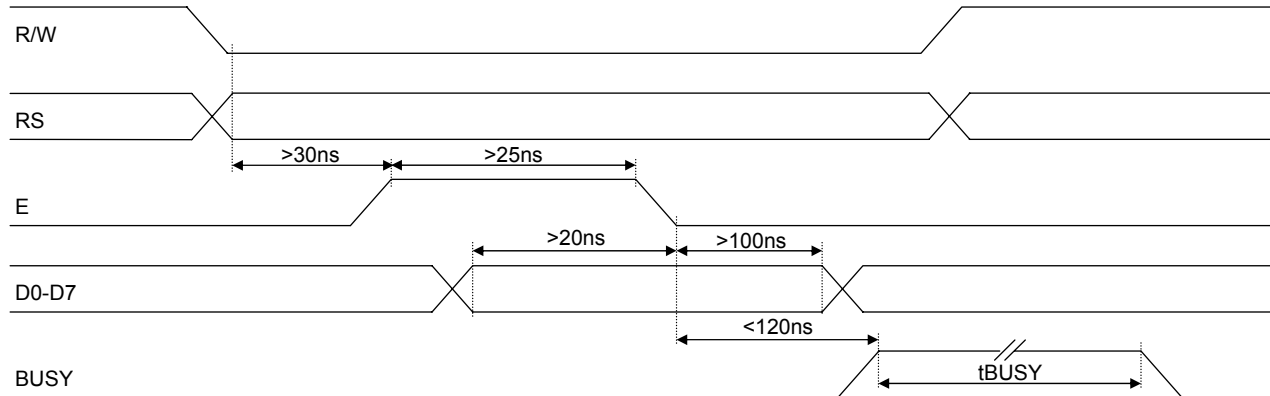 R/W
RS
>30ns >25ns
E
>20ns >100ns
D0-D7
<120ns
BUSY tBUSY